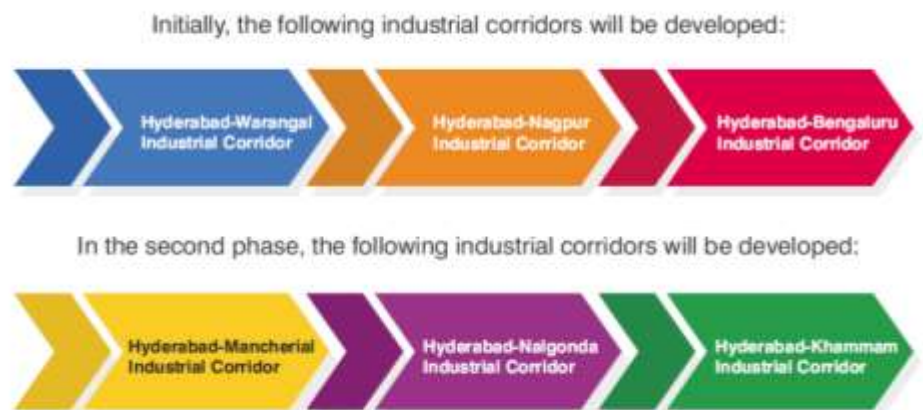 Initially, the following industrial corridors will be developed:
Hyderabad-Warangal
Industrial Corridor
Hyderabad-Nagpur
Industrial Corridor
Hyderabad-Bengaluru
Industrial Corridor
In the second phase, the following industrial corridors will be developed:
Hyderabad-Mancherial
Industrial Corridor
Hyderabad-Nalgonda
Industrial Corridor
Hyderabad-Khammam
Industrial Corridor